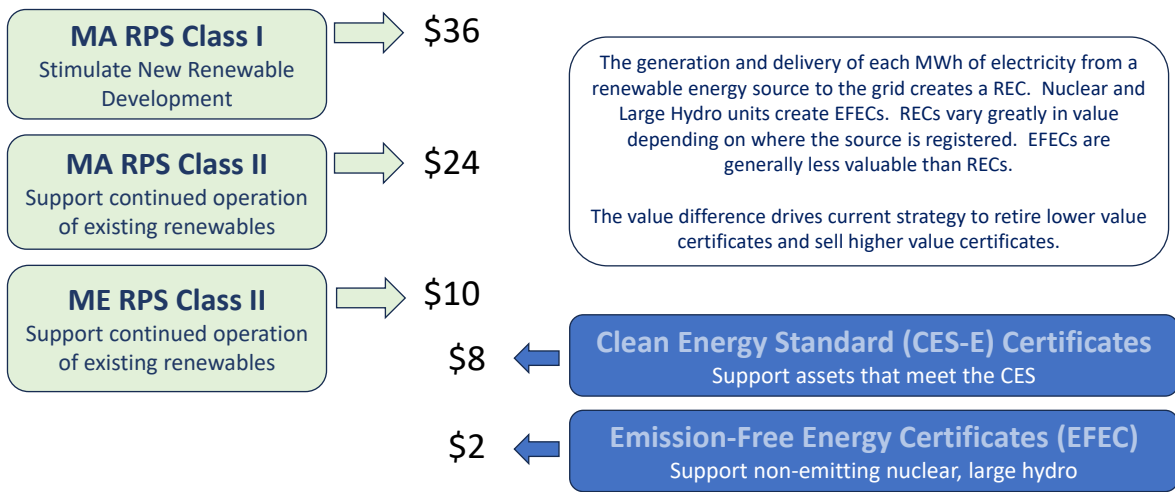 MA RPS Class I
Stimulate New Renewable
Development
$36
MA RPS Class II
Support continued operation
of existing renewables
$24
ME RPS Class II
Support continued operation
of existing renewables
$10
The generation and delivery of each MWh of electricity from a
renewable energy source to the grid creates a REC.  Nuclear and
Large Hydro units create EFECs.  RECs vary greatly in value
depending on where the source is registered.  EFECs are
generally less valuable than RECs.
The value difference drives current strategy to retire lower value
certificates and sell higher value certificates.
$8
Clean Energy Standard (CES-E) Certificates
Support assets that meet the CES
$2
Emission-Free Energy Certificates (EFEC)
Support non-emitting nuclear, large hydro